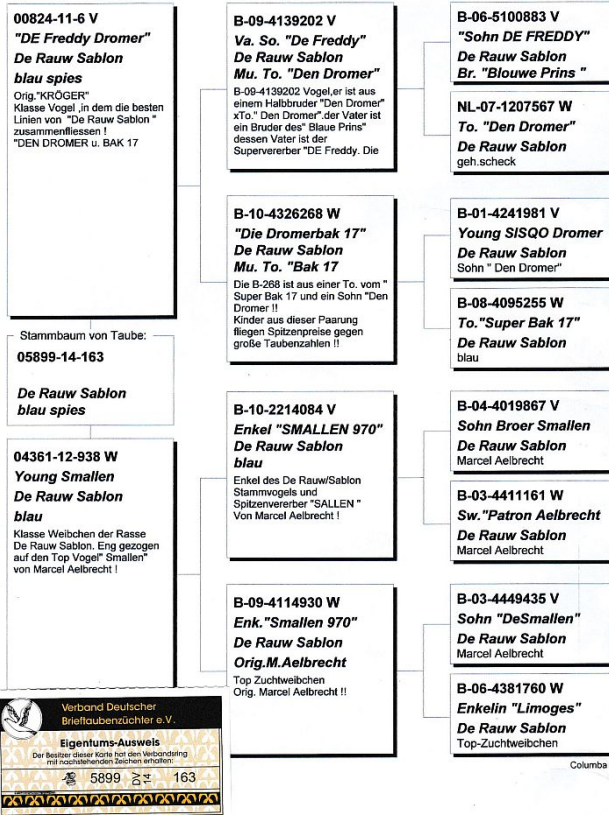 00824-11-6 V
"DE Freddy Dromer"
De Rauw Sablon
blau spies
Orig."KRÖGER"
Klasse Vogel ,in dem die besten
Linien von "De Rauw Sablon "
zusammenfliessen !
"DEN DROMER u. BAK 17
Stammbaum von Taube:
05899-14-163
De Rauw Sablon
blau spies
04361-12-938 W
Young Smallen
De Rauw Sablon
blau
Klasse Weibchen der Rasse
De Rauw Sablon. Eng gezogen
auf den Top Vogel" Smallen"
von Marcel Aelbrecht !
B-09-4139202 V
Va. So. "De Freddy"
De Rauw Sablon
Mu. To. "Den Dromer"
B-09-4139202 Vogel,er ist aus
einem Halbbruder "Den Dromer"
xTo." Den Dromer".der Vater ist
ein Bruder des" Blaue Prins"
dessen Vater ist der
Supervererber "DE Freddy. Die
B-10-4326268 W
"Die Dromerbak 17"
De Rauw Sablon
Mu. To. "Bak 17
Die B-268 ist aus einer To. vom "
Super Bak 17 und ein Sohn "Den
Dromer !!
Kinder aus dieser Paarung
fliegen Spitzenpreise gegen
große Taubenzahlen !!
B-10-2214084 V
Enkel "SMALLEN 970"
De Rauw Sablon
blau
Enkel des De Rauw/Sablon
Stammvogels und
Spitzenvererber "SALLEN "
Von Marcel Aelbrecht !
B-09-4114930 W
Enk."Smallen 970"
De Rauw Sablon
Orig.M.Aelbrecht
Top Zuchtweibchen
Orig. Marcel Aelbrecht !!
B-06-5100883 V
"Sohn DE FREDDY"
De Rauw Sablon
Br. "Blouwe Prins "
NL-07-1207567 W
To. "Den Dromer"
De Rauw Sablon
geh.scheck
B-01-4241981 V
Young SISQO Dromer
De Rauw Sablon
Sohn " Den Dromer"
B-08-4095255 W
To."Super Bak 17"
De Rauw Sablon
blau
B-04-4019867 V
Sohn Broer Smallen
De Rauw Sablon
Marcel Aelbrecht
B-03-4411161 W
Sw."Patron Aelbrecht
De Rauw Sablon
Marcel Aelbrecht
B-03-4449435 V
Sohn "DeSmallen"
De Rauw Sablon
Marcel Aelbrecht
B-06-4381760 W
Enkelin "Limoges"
De Rauw Sablon
Top-Zuchtweibchen
Columba
Verband Deutscher
Brieftaubenzüchter e.V.
Eigentums-Ausweis
Der Besitzer dieser Karte hat den Verbandsring
mit nachstehenden Zeichen erhalten:
5899 DV 14 163